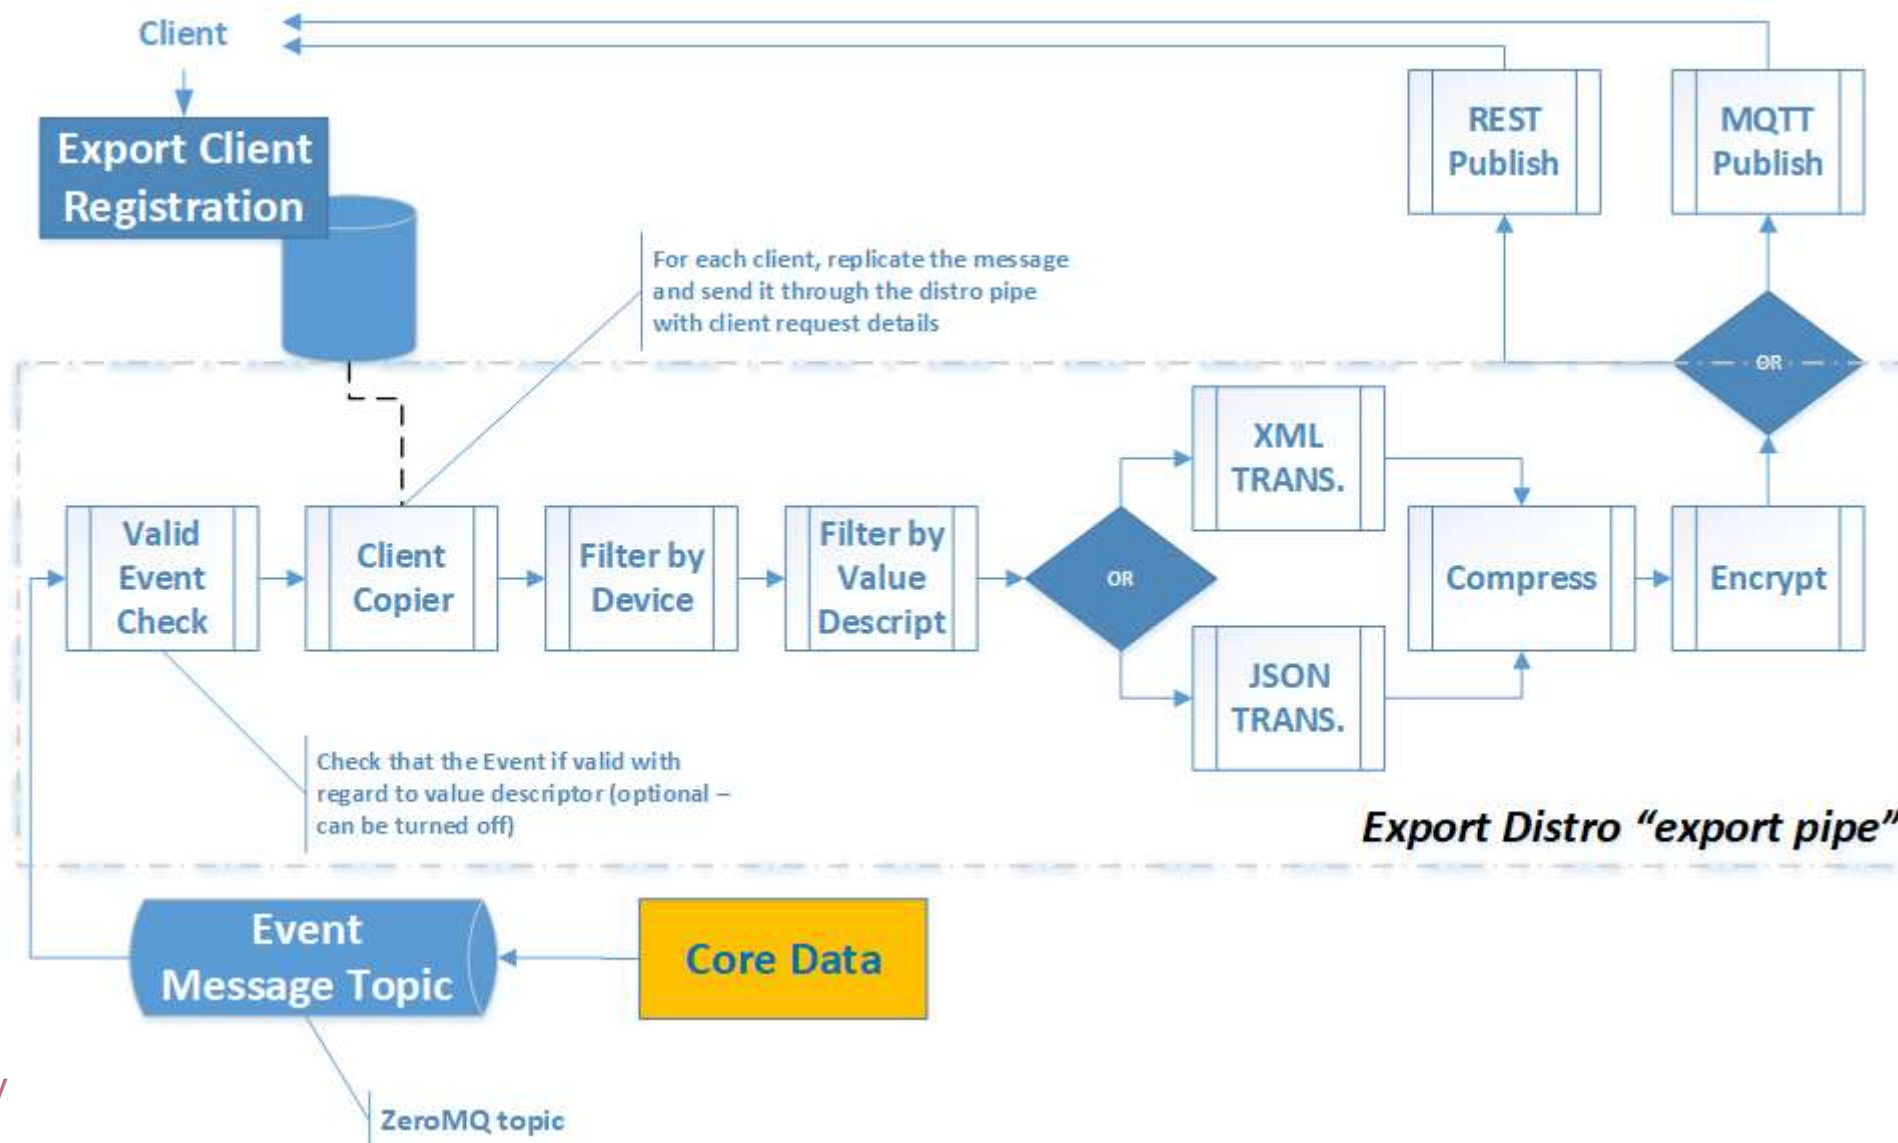 Client
Export Client
Registration
REST
Publish
MQTT
Publish
For each client, replicate the message
and send it through the distro pipe
with client request details
OR
XML
TRANS.
Valid
Event
Check
Client
Copier
Filter by
Device
Filter by
Value
Descript
OR
Compress
Encrypt
JSON
TRANS.
Check that the Event if valid with
regard to value descriptor (optional –
can be turned off)
Export Distro “export pipe”
Event
Message Topic
Core Data
ZeroMQ topic